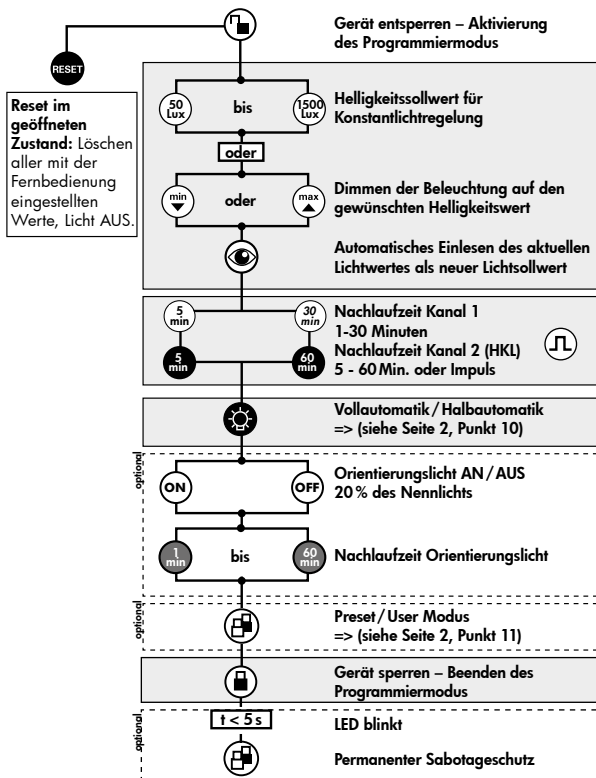 Gerät entsperren – Aktivierung
des Programmiermodus
RESET
Reset im
geöffneten
Zustand: Löschen
aller mit der
Fernbedienung
eingestellten
Werte, Licht AUS.
50
Lux
bis
1500
Lux
Helligkeitssollwert für
Konstantlichtregelung
oder
min
oder
max
Dimmen der Beleuchtung auf den
gewünschten Helligkeitswert
Automatisches Einlesen des aktuellen
Lichtwertes als neuer Lichtsollwert
5
min
30
min
Nachlaufzeit Kanal 1
1-30 Minuten
5
min
60
min
Nachlaufzeit Kanal 2 (HKL)
5 - 60 Min. oder Impuls
Vollautomatik / Halbautomatik
=> (siehe Seite 2, Punkt 10)
optional
ON
OFF
Orientierungslicht AN / AUS
20 % des Nennlichts
1
min
bis
60
min
Nachlaufzeit Orientierungslicht
optional
Preset / User Modus
=> (siehe Seite 2, Punkt 11)
Gerät sperren – Beenden des
Programmiermodus
optional
t < 5 s
LED blinkt
Permanenter Sabotageschutz